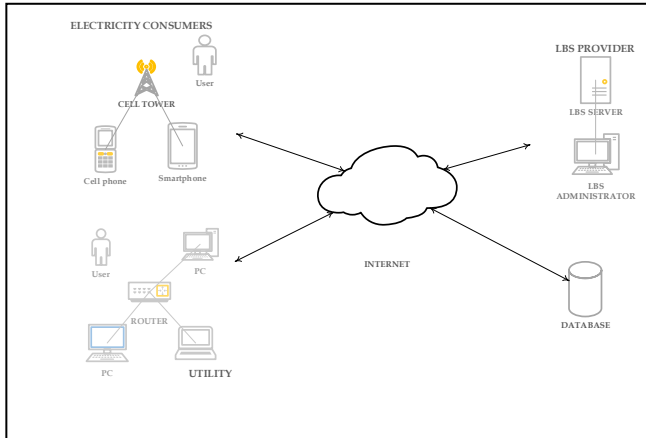 ELECTRICITY CONSUMERS
User
CELL TOWER
Cell phone
Smartphone
LBS PROVIDER
LBS SERVER
LBS
ADMINISTRATOR
INTERNET
User
PC
ROUTER
PC
UTILITY
DATABASE